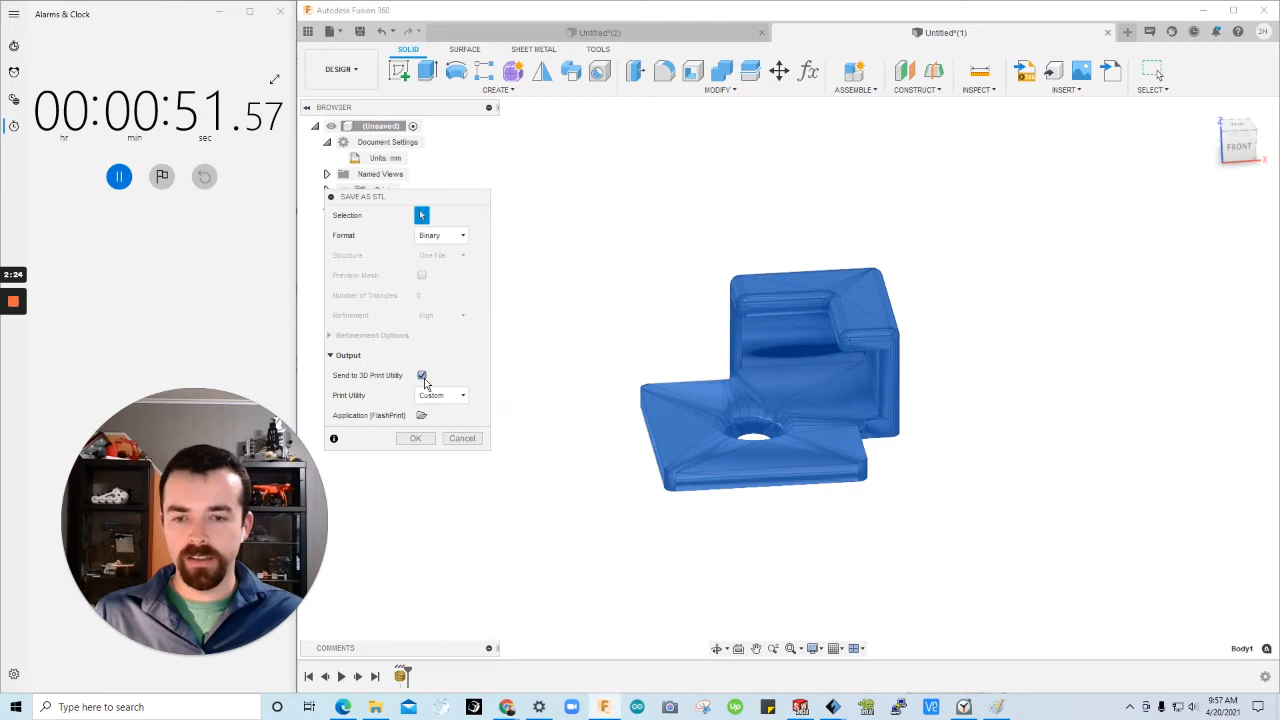 Alarms & Clock
00:00:51.57
hr
min
sec
2:24
Autodesk Fusion 360
Untitled*(2)
Untitled*(1)
JH
DESIGN
SOLID
SURFACE
SHEET METAL
TOOLS
CREATE
MODIFY
ASSEMBLE
CONSTRUCT
INSPECT
INSERT
SELECT
BROWSER
(Unsaved)
Document Settings
Units: mm
Named Views
SAVE AS STL
Selection
Format Binary
Structure One File
Preview Mesh
Number of Triangles 0
Refinement High
Refinement Options
Output
Send to 3D Print Utility
Print Utility Custom
Application [FlashPrint]
OK Cancel
Z
FRONT
X
COMMENTS
Body1
Type here to search
9:57 AM
4/20/2021